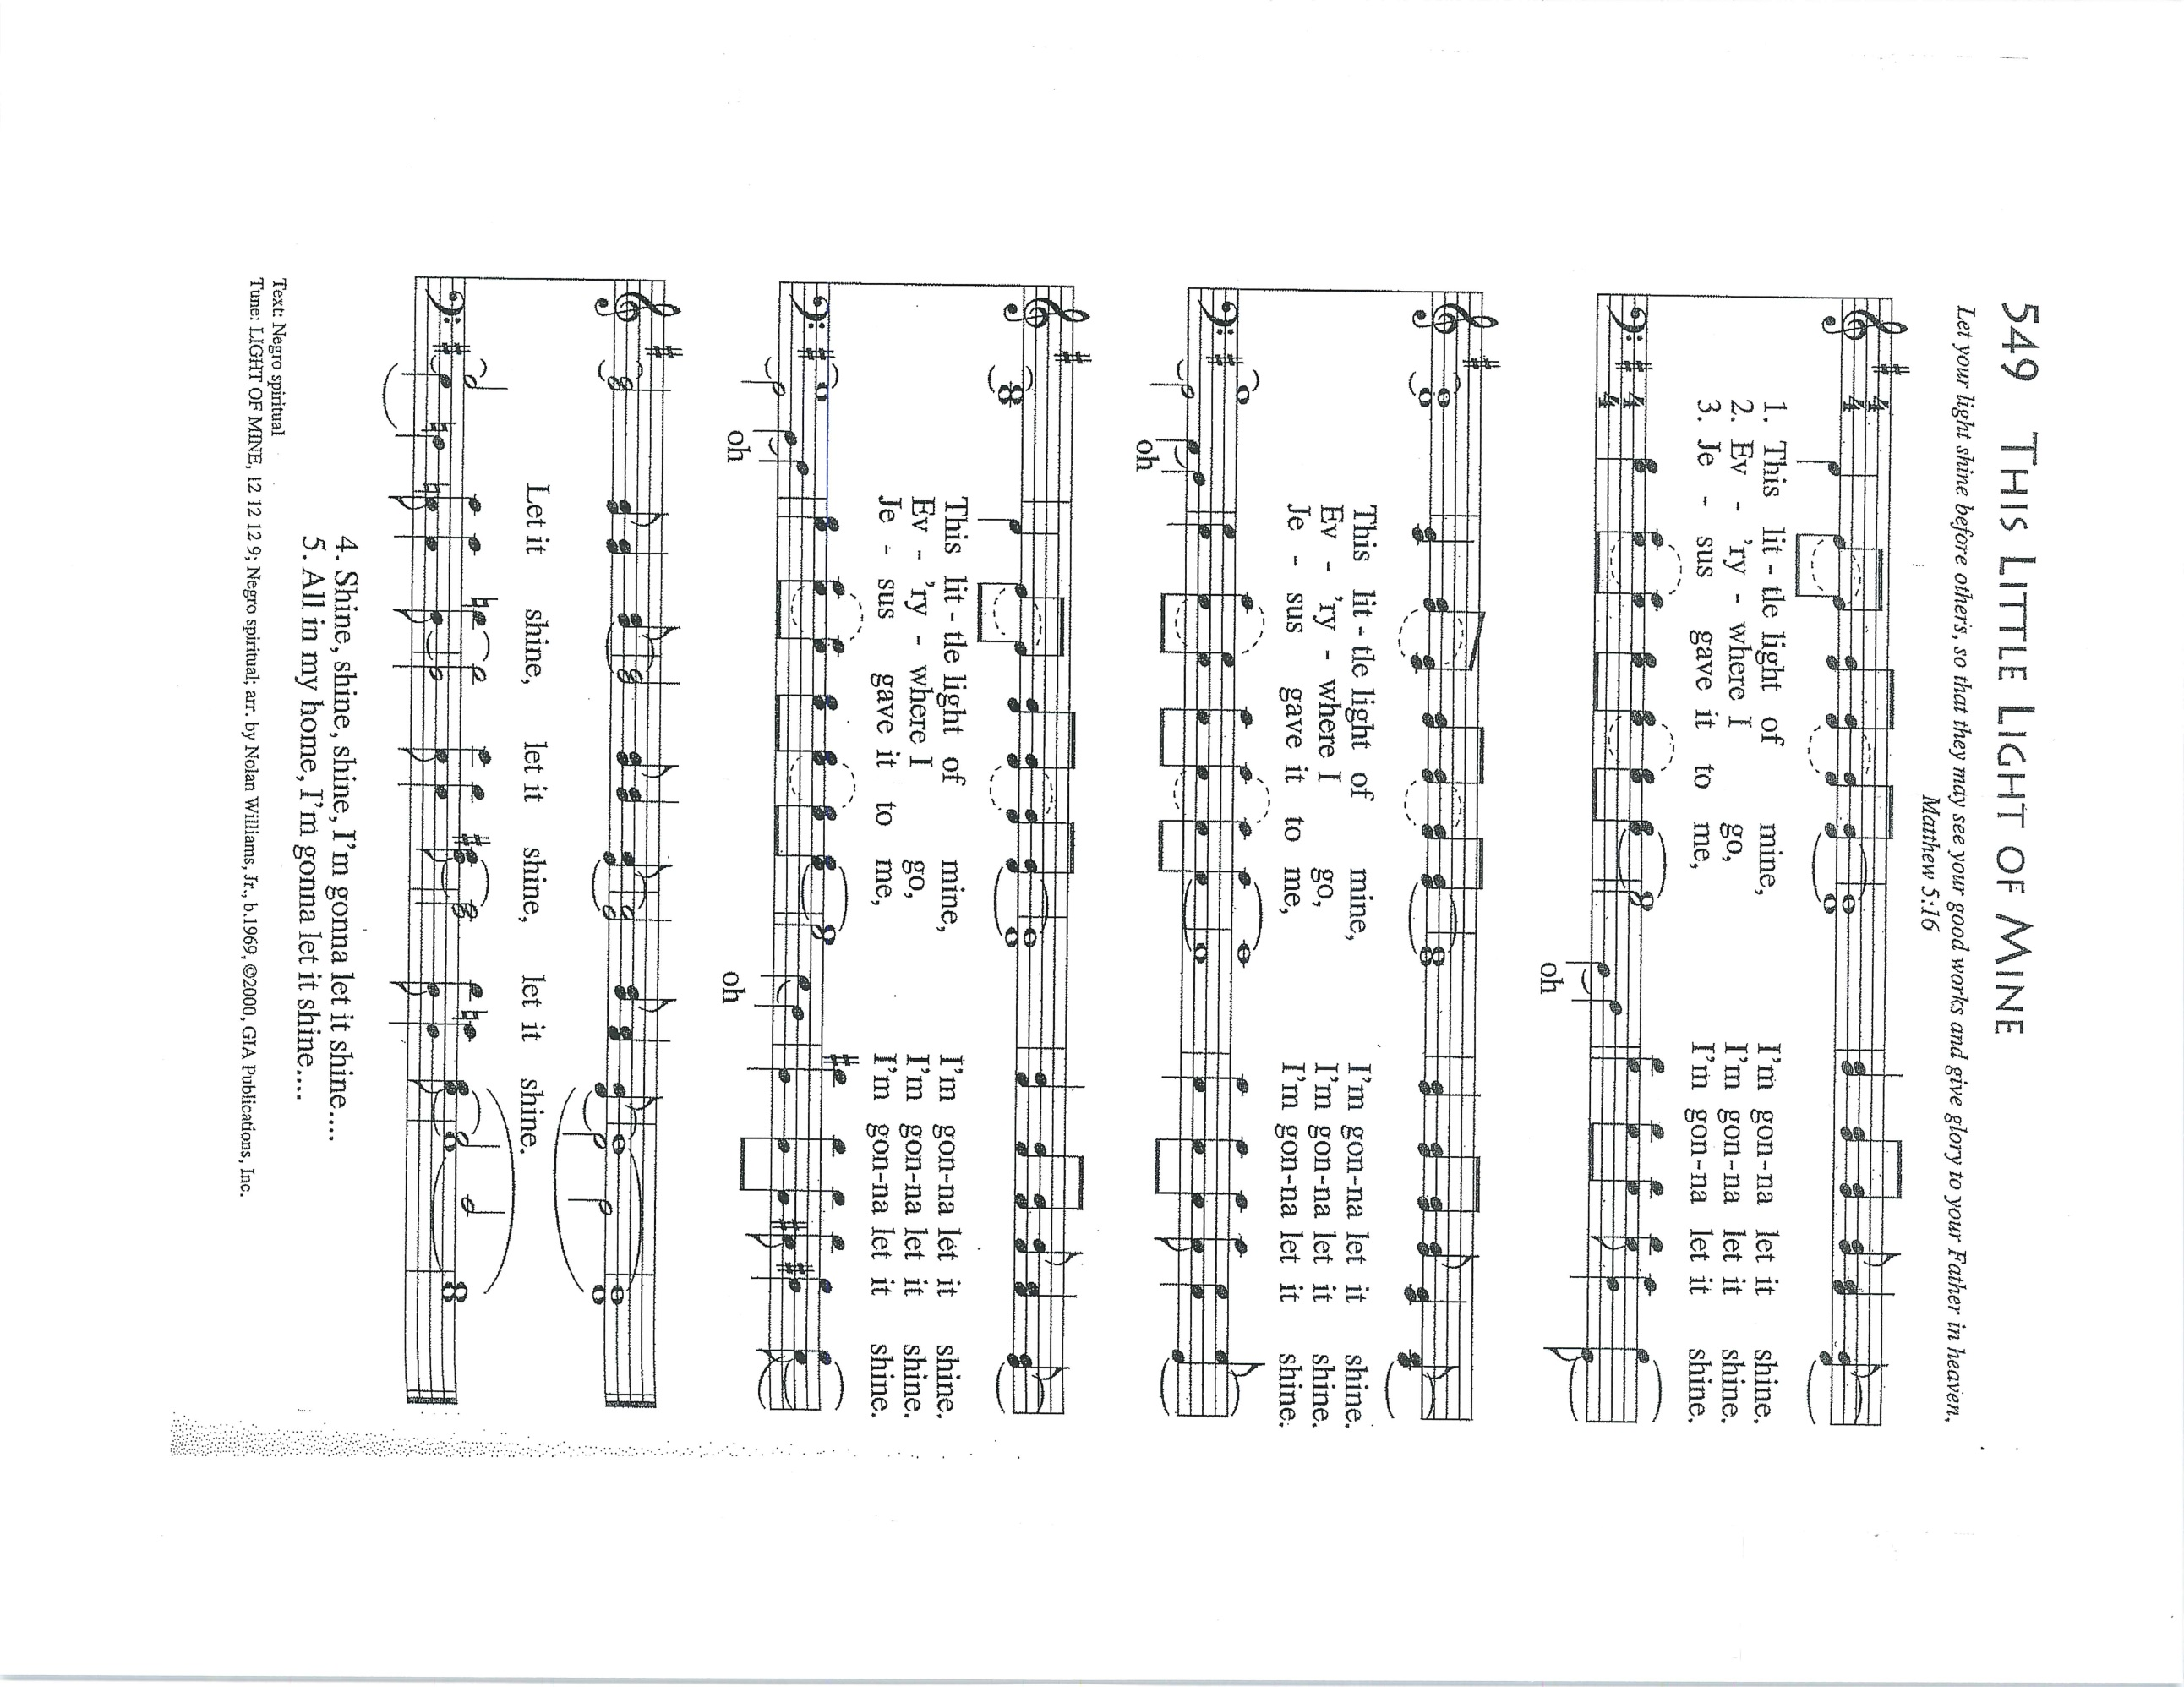 549 THIS LITTLE LIGHT OF MINE
Let your light shine before others, so that they may see your good works and give glory to your Father in heaven.
Matthew 5:16
1. This lit - tle light of mine, I'm gon-na let it shine.
2. Ev - 'ry - where I go, I'm gon-na let it shine.
3. Je - sus gave it to me, I'm gon-na let it shine.
oh
This lit - tle light of mine, I'm gon-na let it shine.
Ev - 'ry - where I go, I'm gon-na let it shine.
Je - sus gave it to me, I'm gon-na let it shine.
oh
This lit - tle light of mine, I'm gon-na let it shine.
Ev - 'ry - where I go, I'm gon-na let it shine.
Je - sus gave it to me, I'm gon-na let it shine.
oh oh
Let it shine, let it shine, let it shine.
4. Shine, shine, shine, shine, I'm gonna let it shine....
5. All in my home, I'm gonna let it shine....
Text: Negro spiritual
Tune: LIGHT OF MINE, 12 12 12 9; Negro spiritual; arr. by Nolan Williams, Jr., b.1969, ©2000, GIA Publications, Inc.